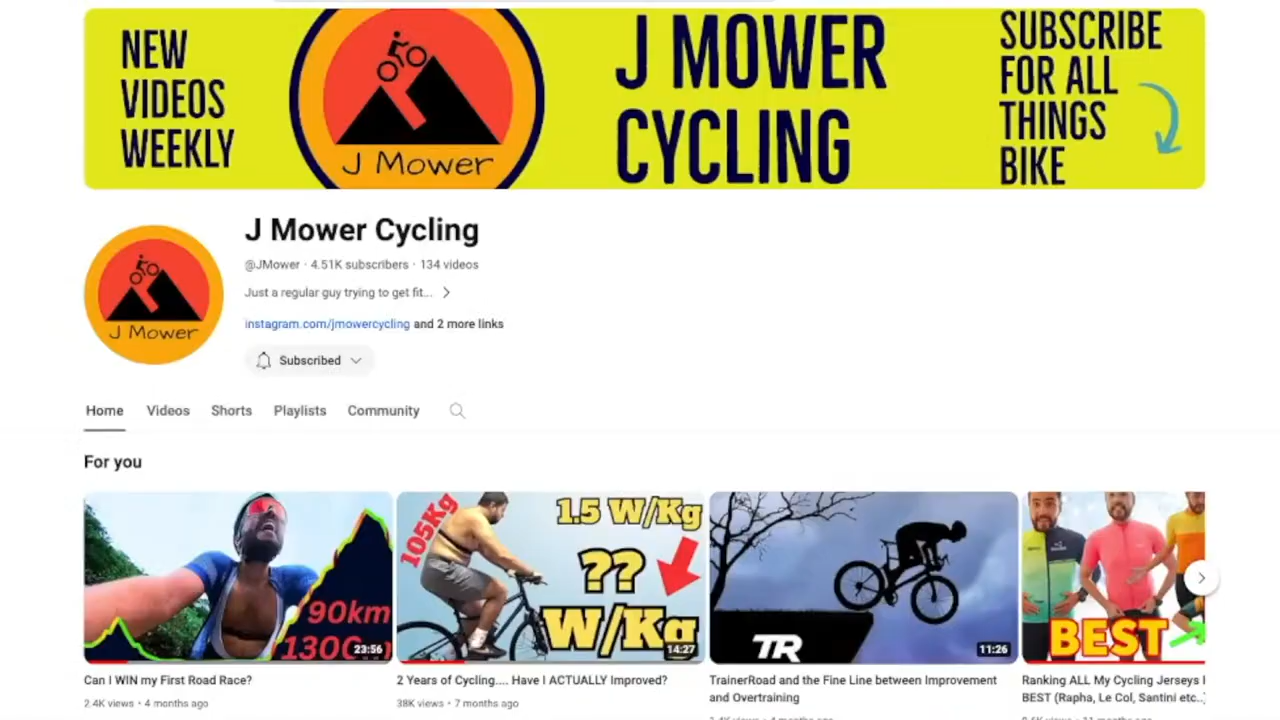 NEW
VIDEOS
WEEKLY
J Mower
J MOWER
CYCLING
SUBSCRIBE
FOR ALL
THINGS
BIKE
J Mower
J Mower Cycling
@JMower · 4.51K subscribers · 134 videos
Just a regular guy trying to get fit...
instagram.com/jmowercycling and 2 more links
Subscribed
Home Videos Shorts Playlists Community
For you
90km
1300m
23:56
105Kg
1.5 W/Kg
??
W/Kg
14:27
TR
11:26
BEST
Can I WIN my First Road Race?
2.4K views · 4 months ago
2 Years of Cycling.... Have I ACTUALLY Improved?
38K views · 7 months ago
TrainerRoad and the Fine Line between Improvement
and Overtraining
Ranking ALL My Cycling Jerseys
BEST (Rapha, Le Col, Santini etc..